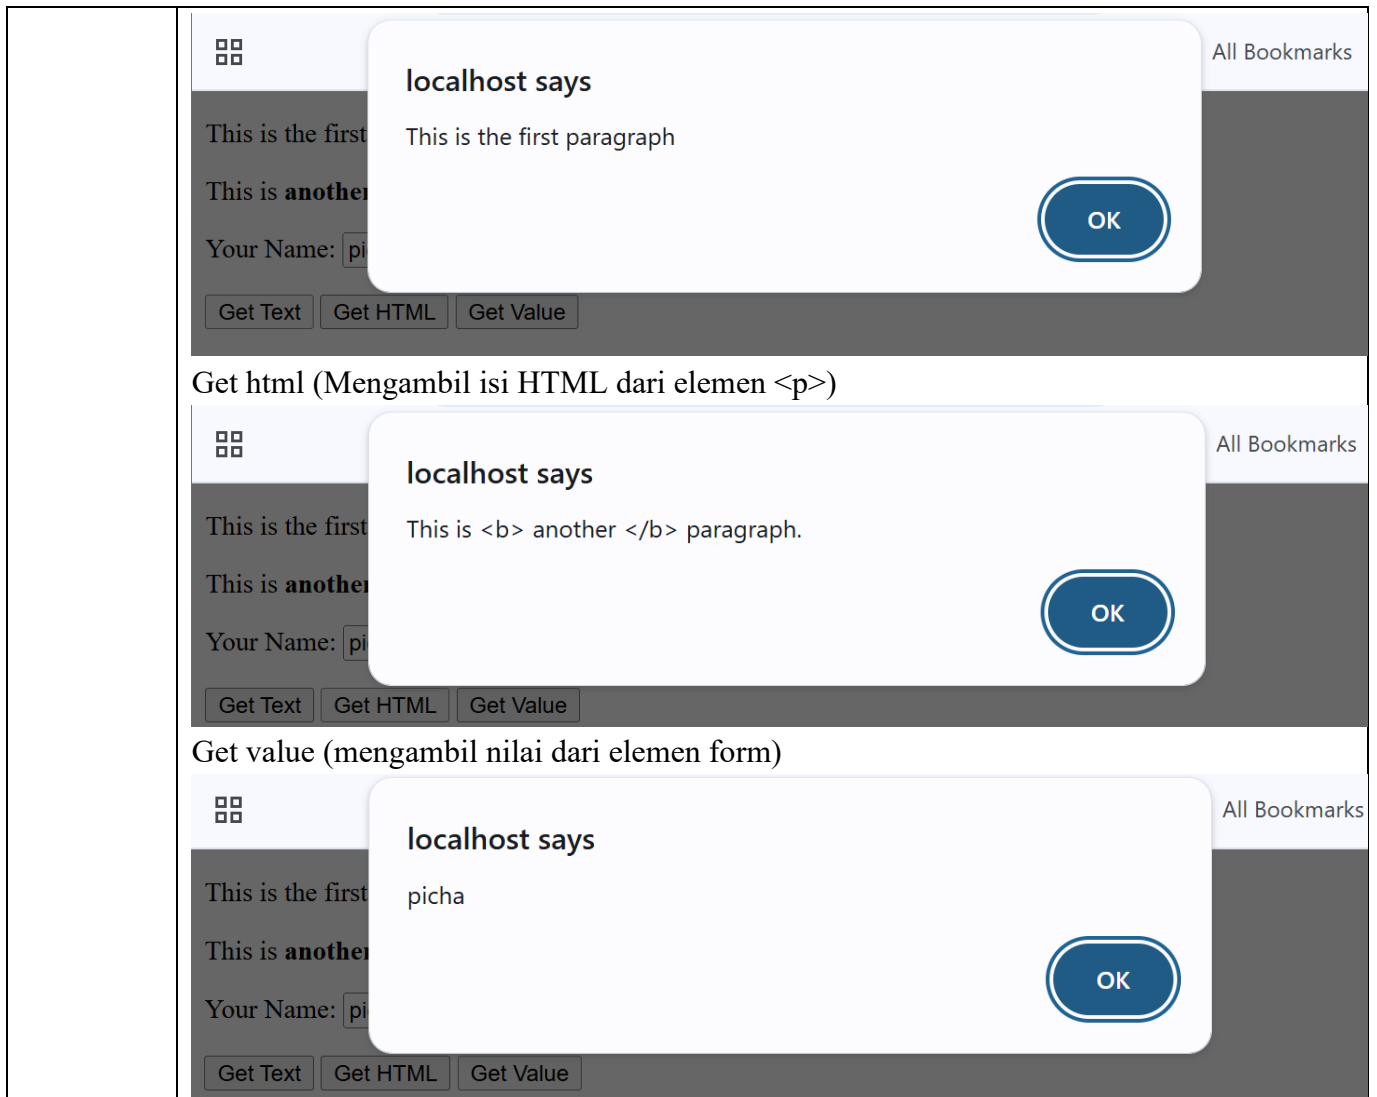 All Bookmarks
localhost says
This is the first paragraph
OK
This is the first
This is another
Your Name: pi
Get Text Get HTML Get Value
Get html (Mengambil isi HTML dari elemen <p>)
All Bookmarks
localhost says
This is <b> another </b> paragraph.
OK
This is the first
This is another
Your Name: pi
Get Text Get HTML Get Value
Get value (mengambil nilai dari elemen form)
All Bookmarks
localhost says
picha
OK
This is the first
This is another
Your Name: pi
Get Text Get HTML Get Value